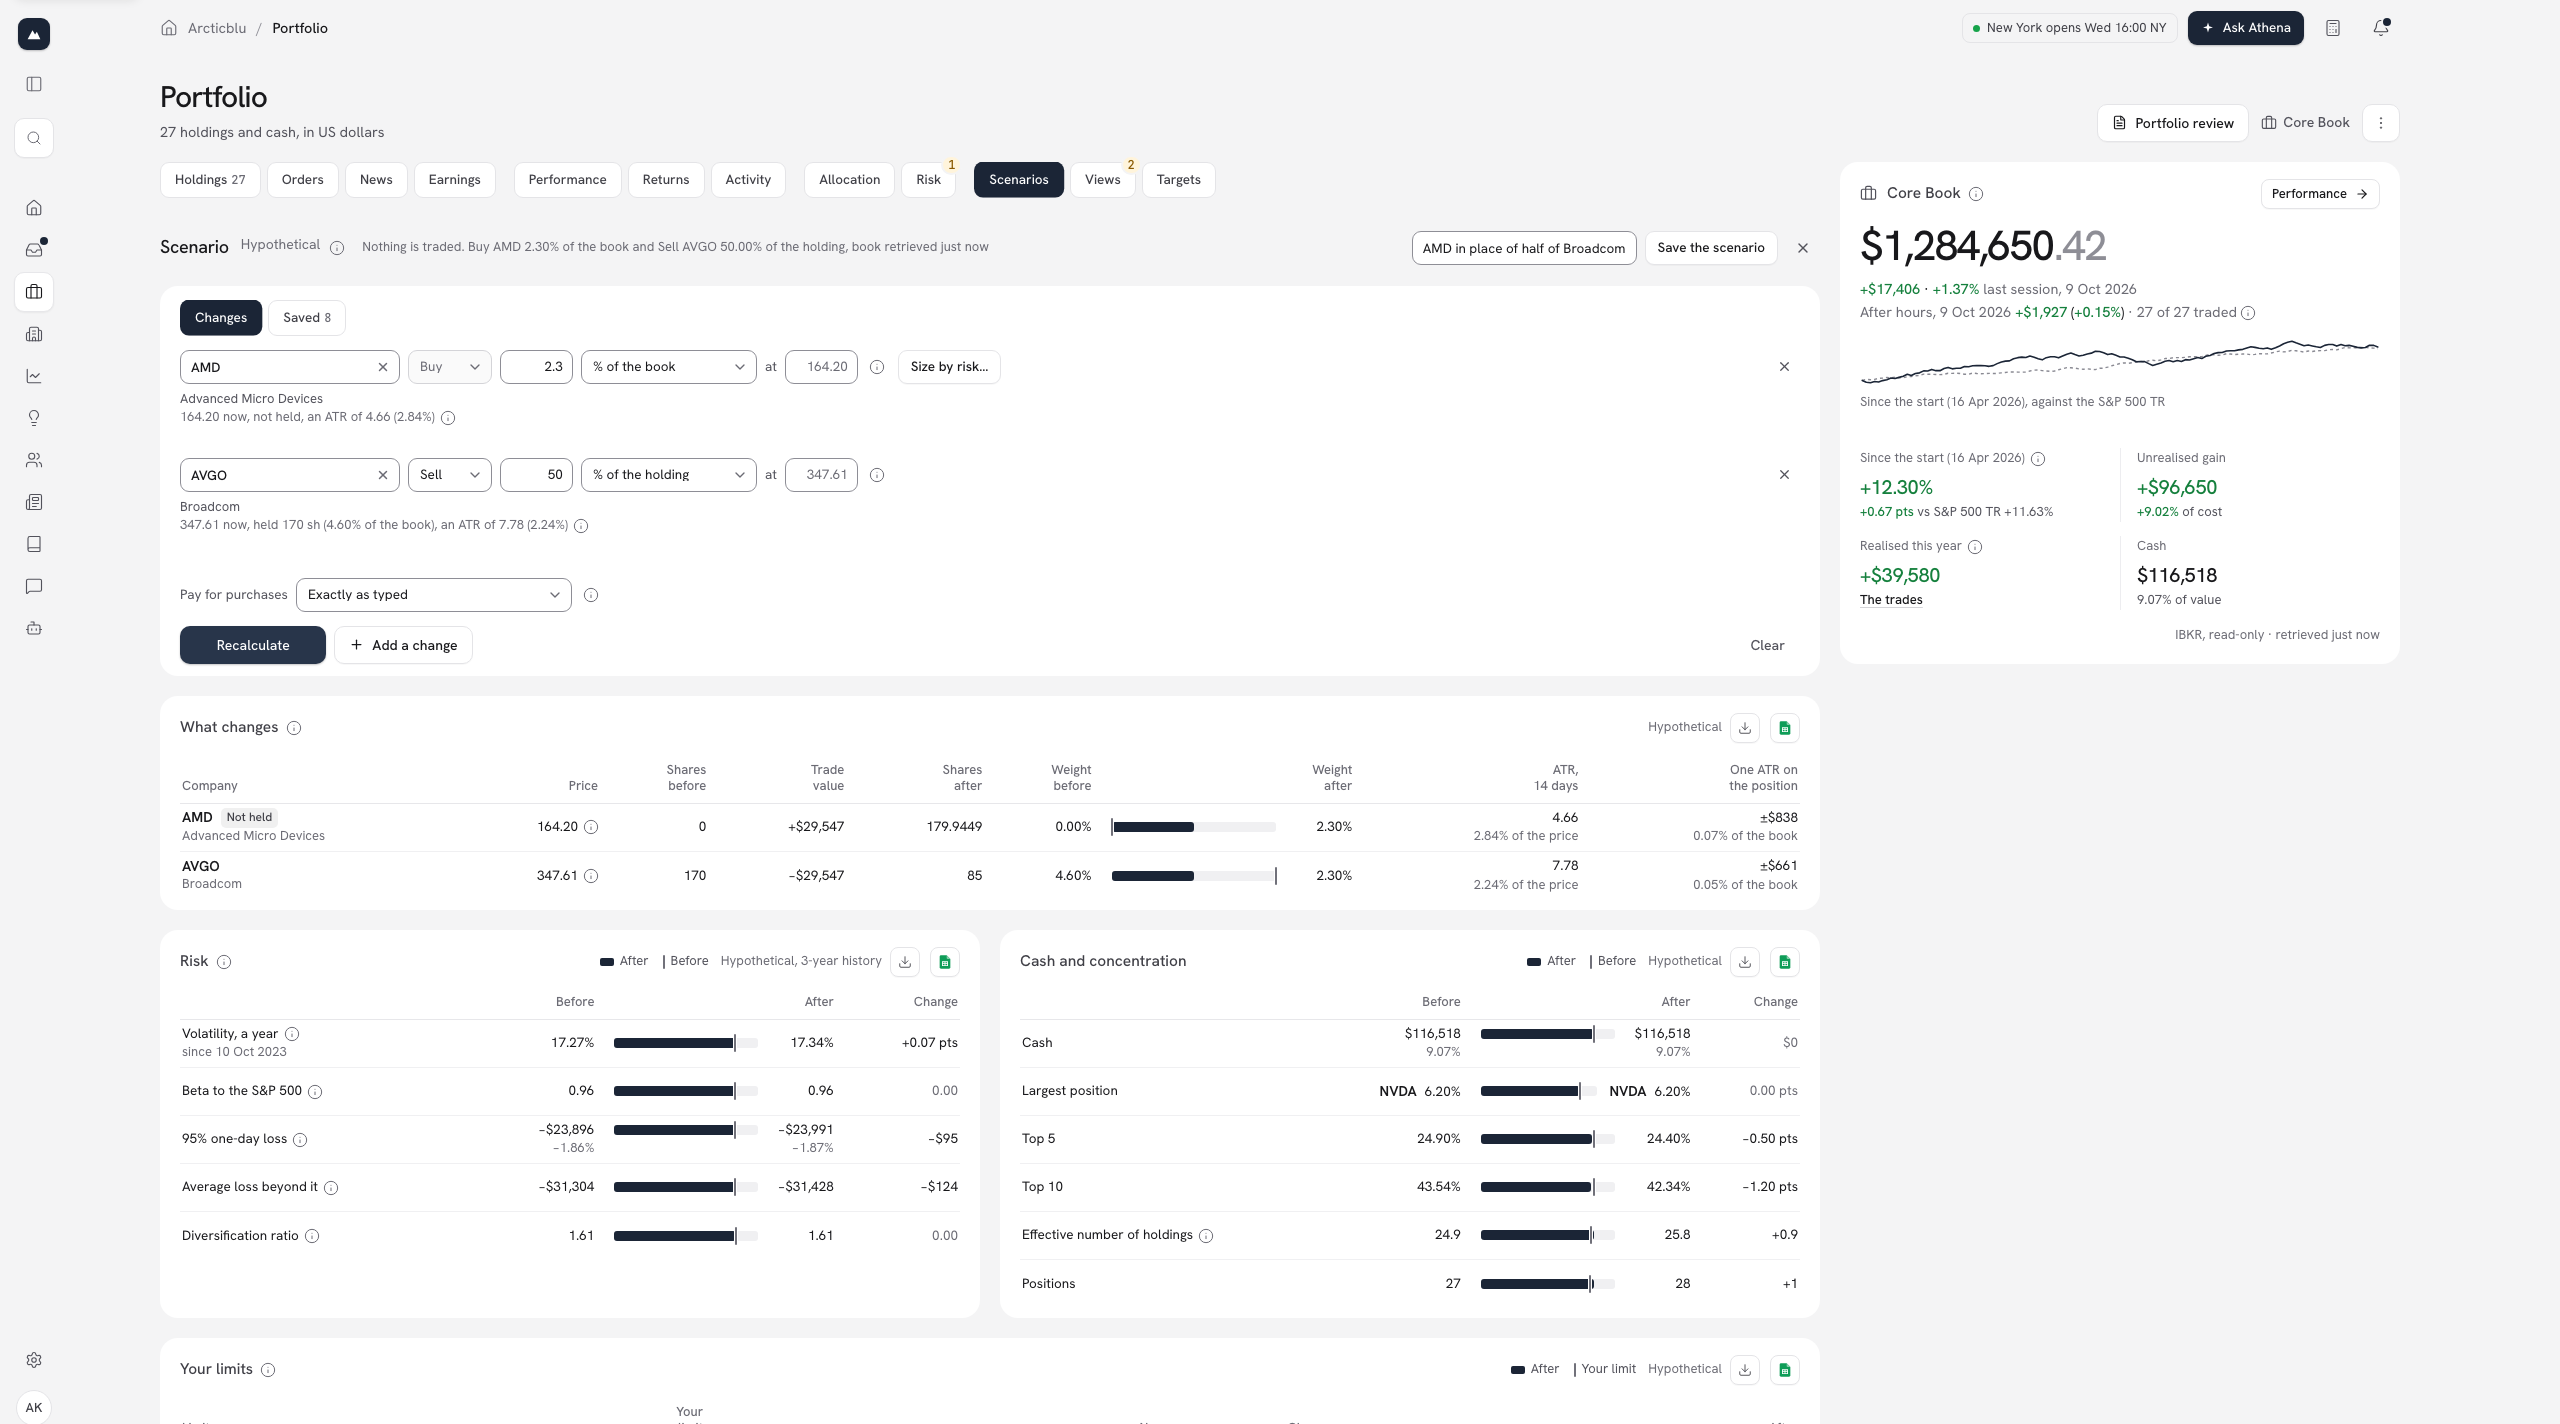 Arcticblu / Portfolio
New York opens Wed 16:00 NY
Ask Athena
Portfolio
27 holdings and cash, in US dollars
Portfolio review
Core Book
Holdings 27
Orders
News
Earnings
Performance
Returns
Activity
Allocation
Risk 1
Scenarios
Views 2
Targets
Scenario Hypothetical Nothing is traded. Buy AMD 2.30% of the book and Sell AVGO 50.00% of the holding, book retrieved just now
AMD in place of half of Broadcom
Save the scenario
Changes
Saved 8
AMD Buy 2.3 % of the book at 164.20 Size by risk...
Advanced Micro Devices
164.20 now, not held, an ATR of 4.66 (2.84%)
AVGO Sell 50 % of the holding at 347.61
Broadcom
347.61 now, held 170 sh (4.60% of the book), an ATR of 7.78 (2.24%)
Pay for purchases Exactly as typed
Recalculate
Add a change
Clear
Core Book
Performance
$1,284,650.42
+$17,406 · +1.37% last session, 9 Oct 2026
After hours, 9 Oct 2026 +$1,927 (+0.15%) · 27 of 27 traded
Since the start (16 Apr 2026), against the S&P 500 TR
Since the start (16 Apr 2026)
+12.30%
+0.67 pts vs S&P 500 TR +11.63%
Unrealised gain
+$96,650
+9.02% of cost
Realised this year
+$39,580
The trades
Cash
$116,518
9.07% of value
IBKR, read-only · retrieved just now
What changes
Hypothetical
Company Price Shares before Trade value Shares after Weight before Weight after ATR, 14 days One ATR on the position
AMD Not held 164.20 0 +$29,547 179.9449 0.00% 2.30% 4.66 ±$838
Advanced Micro Devices 2.84% of the price 0.07% of the book
AVGO 347.61 170 −$29,547 85 4.60% 2.30% 7.78 ±$661
Broadcom 2.24% of the price 0.05% of the book
Risk
After Before Hypothetical, 3-year history
Before After Change
Volatility, a year 17.27% 17.34% +0.07 pts
since 10 Oct 2023
Beta to the S&P 500 0.96 0.96 0.00
95% one-day loss −$23,896 −$23,991 −$95
−1.86% −1.87%
Average loss beyond it −$31,304 −$31,428 −$124
Diversification ratio 1.61 1.61 0.00
Cash and concentration
After Before Hypothetical
Before After Change
Cash $116,518 $116,518 $0
9.07% 9.07%
Largest position NVDA 6.20% NVDA 6.20% 0.00 pts
Top 5 24.90% 24.40% −0.50 pts
Top 10 43.54% 42.34% −1.20 pts
Effective number of holdings 24.9 25.8 +0.9
Positions 27 28 +1
Your limits
After Your limit Hypothetical
Your
AK